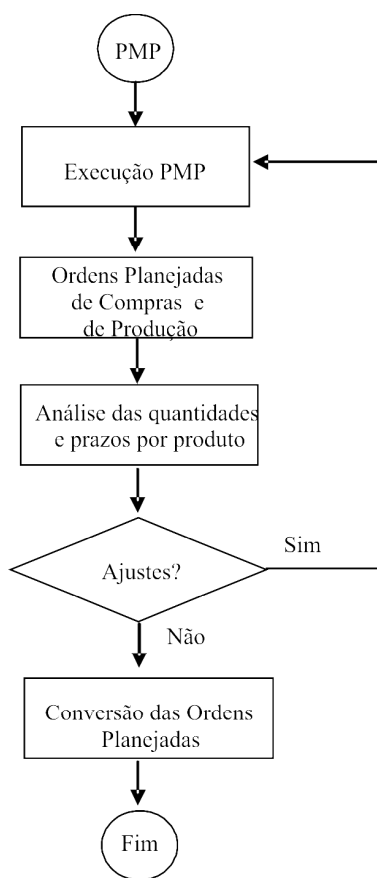 PMP
Execução PMP
Ordens Planejadas
de Compras e
de Produção
Análise das quantidades
e prazos por produto
Ajustes?
Sim
Não
Conversão das Ordens
Planejadas
Fim